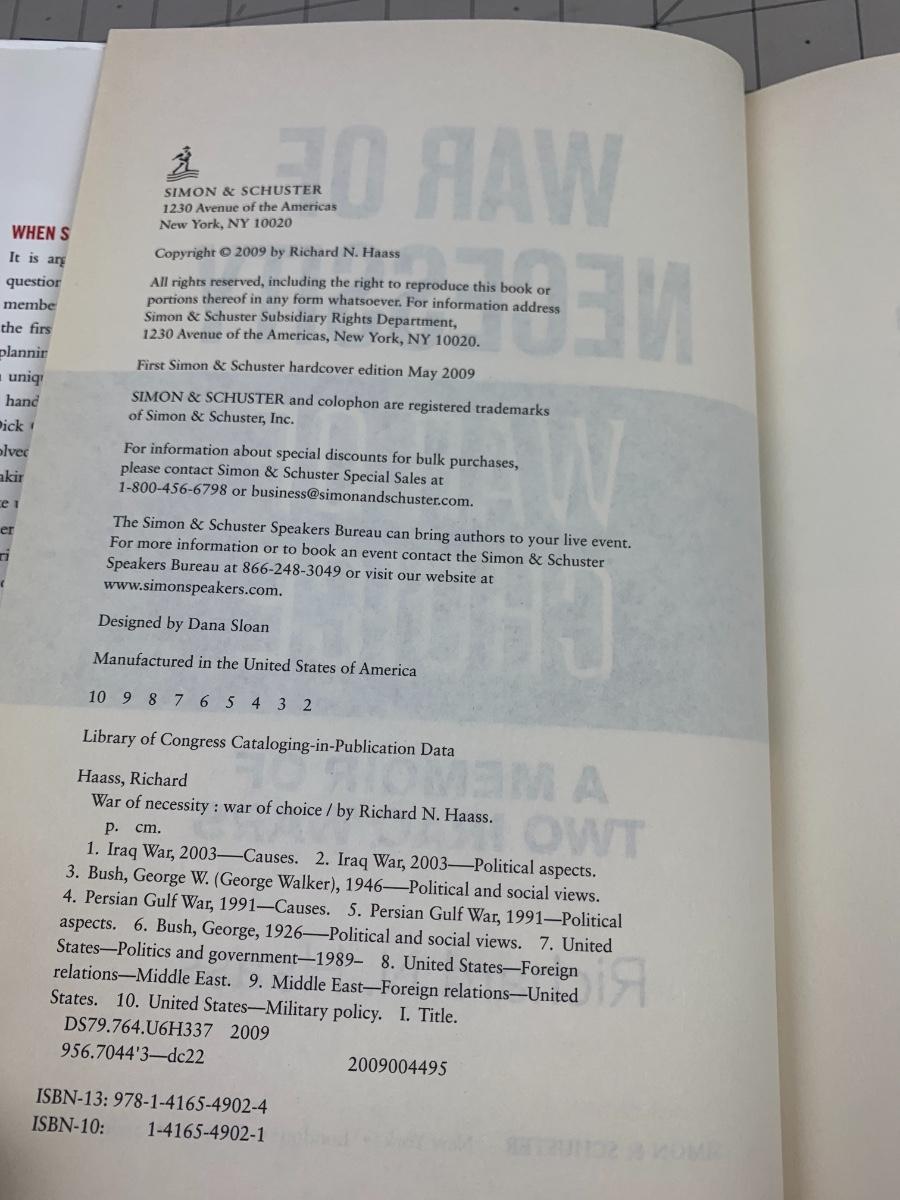 SIMON & SCHUSTER
1230 Avenue of the Americas
New York, NY 10020
Copyright © 2009 by Richard N. Haass
All rights reserved, including the right to reproduce this book or
portions thereof in any form whatsoever. For information address
Simon & Schuster Subsidiary Rights Department,
1230 Avenue of the Americas, New York, NY 10020.
First Simon & Schuster hardcover edition May 2009
SIMON & SCHUSTER and colophon are registered trademarks
of Simon & Schuster, Inc.
For information about special discounts for bulk purchases,
please contact Simon & Schuster Special Sales at
1-800-456-6798 or business@simonandschuster.com.
The Simon & Schuster Speakers Bureau can bring authors to your live event.
For more information or to book an event contact the Simon & Schuster
Speakers Bureau at 866-248-3049 or visit our website at
www.simonspeakers.com.
Designed by Dana Sloan
Manufactured in the United States of America
10 9 8 7 6 5 4 3 2
Library of Congress Cataloging-in-Publication Data
Haass, Richard
War of necessity : war of choice / by Richard N. Haass.
p. cm.
1. Iraq War, 2003—Causes. 2. Iraq War, 2003—Political aspects.
3. Bush, George W. (George Walker), 1946—Political and social views.
4. Persian Gulf War, 1991—Causes. 5. Persian Gulf War, 1991—Political
aspects. 6. Bush, George, 1926—Political and social views. 7. United
States—Politics and government—1989– 8. United States—Foreign
relations—Middle East. 9. Middle East—Foreign relations—United
States. 10. United States—Military policy. I. Title.
DS79.764.U6H337 2009
956.7044'3—dc22 2009004495
ISBN-13: 978-1-4165-4902-4
ISBN-10: 1-4165-4902-1
WHEN S
It is
question
the
hand